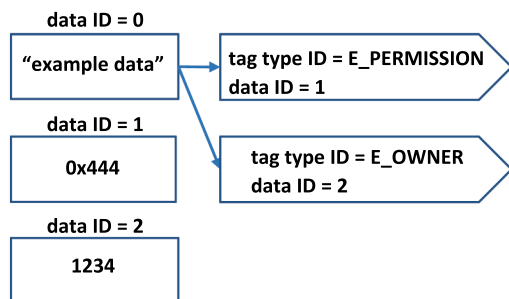 data ID = 0
“example data”
tag type ID = E_PERMISSION
data ID = 1
data ID = 1
0x444
tag type ID = E_OWNER
data ID = 2
data ID = 2
1234